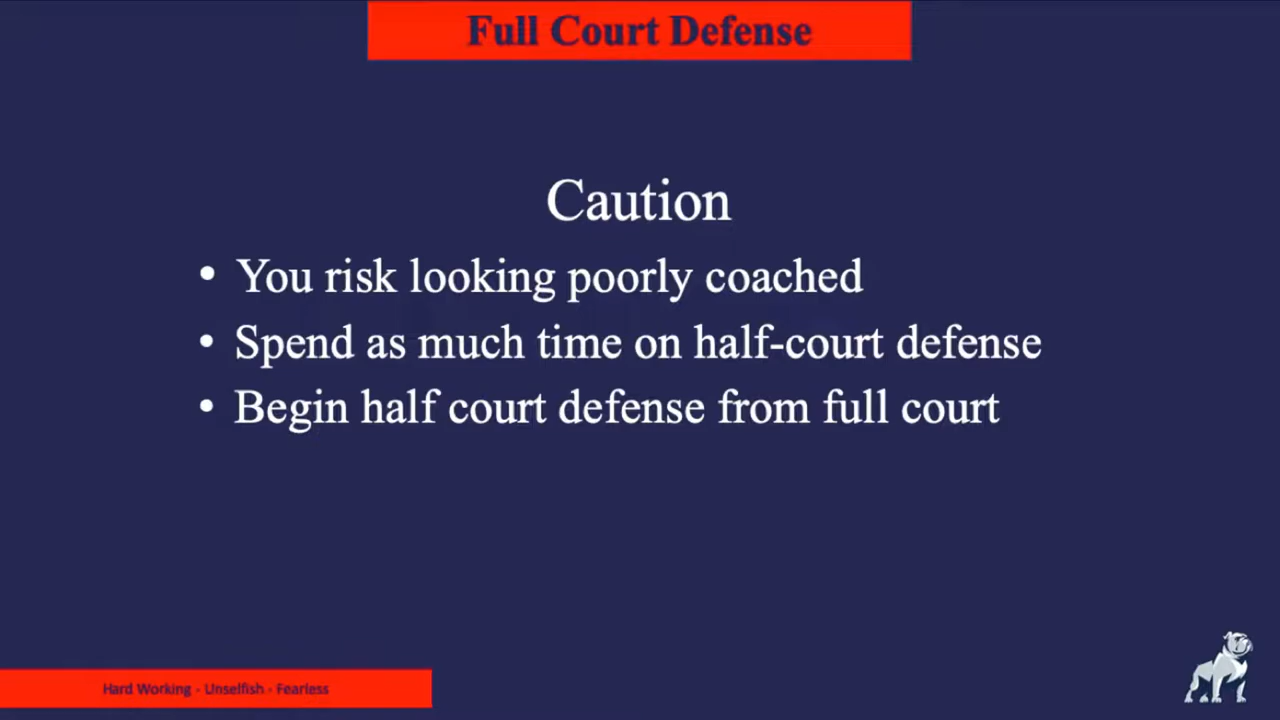 Full Court Defense
Caution
• You risk looking poorly coached
• Spend as much time on half-court defense
• Begin half court defense from full court
Hard Working - Unselfish - Fearless